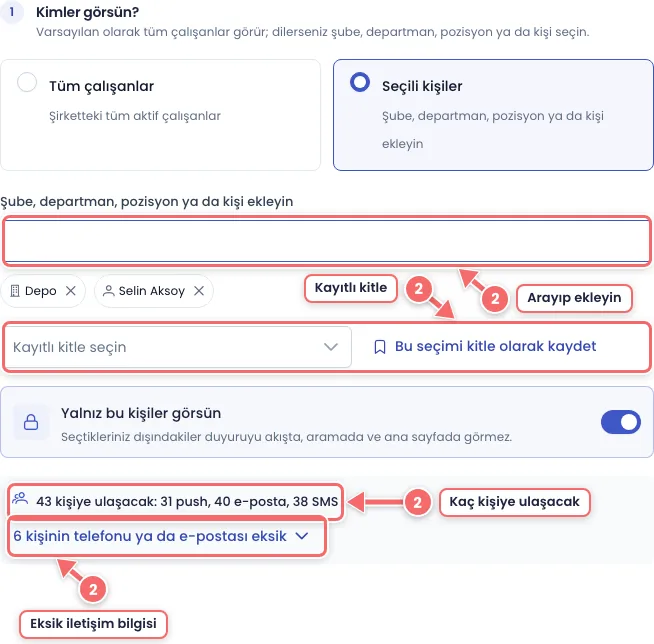 1
Kimler görsün?
Varsayılan olarak tüm çalışanlar görür; dilerseniz şube, departman, pozisyon ya da kişi seçin.
Tüm çalışanlar
Şirketteki tüm aktif çalışanlar
Seçili kişiler
Şube, departman, pozisyon ya da kişi
ekleyin
Şube, departman, pozisyon ya da kişi ekleyin
Depo
Selin Aksoy
Kayıtlı kitle
2
2
Arayıp ekleyin
Kayıtlı kitle seçin
Bu seçimi kitle olarak kaydet
Yalnız bu kişiler görsün
Seçtikleriniz dışındakiler duyuruyu akışta, aramada ve ana sayfada görmez.
43 kişiye ulaşacak: 31 push, 40 e-posta, 38 SMS
2
Kaç kişiye ulaşacak
6 kişinin telefonu ya da e-postası eksik
2
Eksik iletişim bilgisi